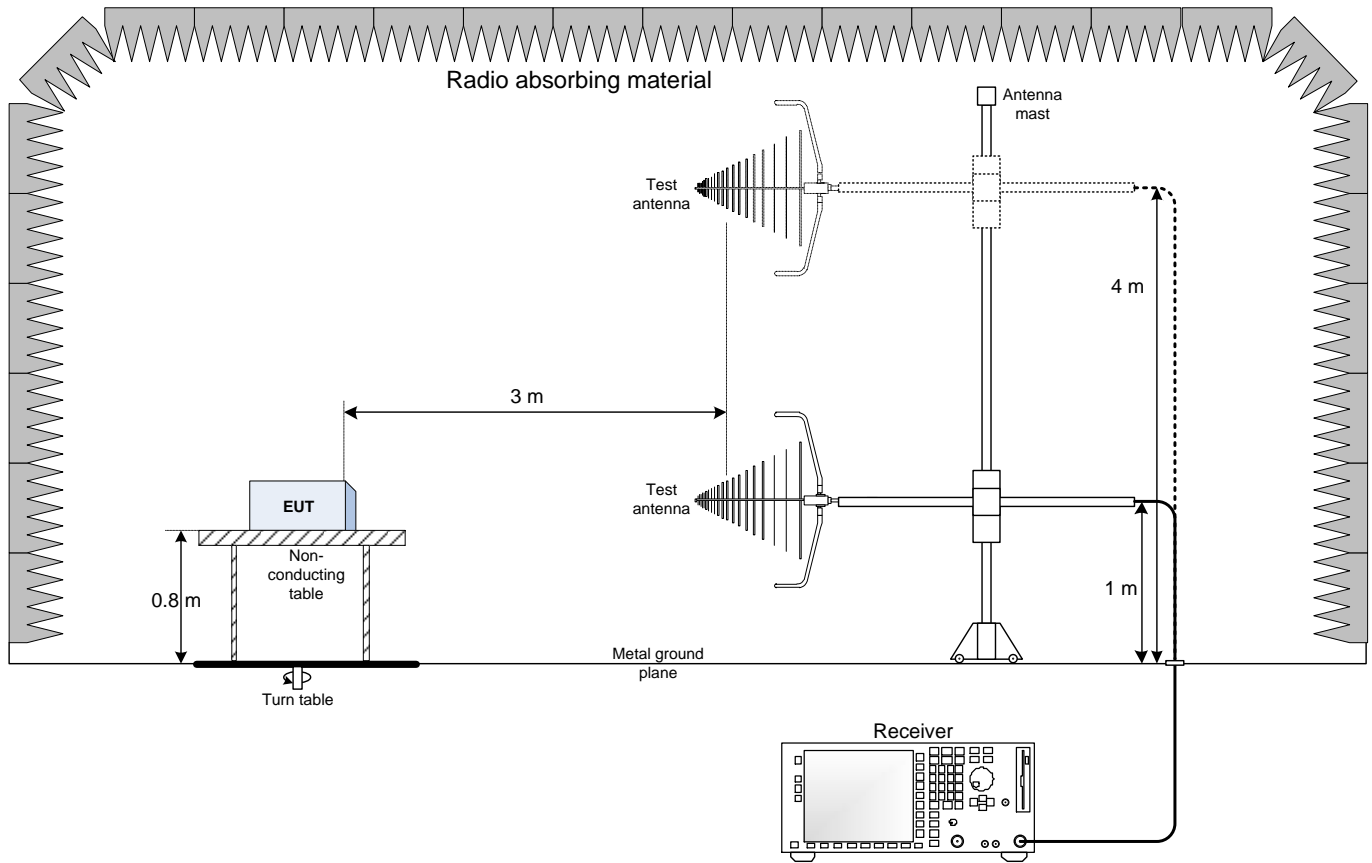 Radio absorbing material
Antenna
mast
Test
antenna
4 m
3 m
Test
antenna
EUT
Non-
conducting
table
0.8 m
1 m
Metal ground
plane
Turn table
Receiver